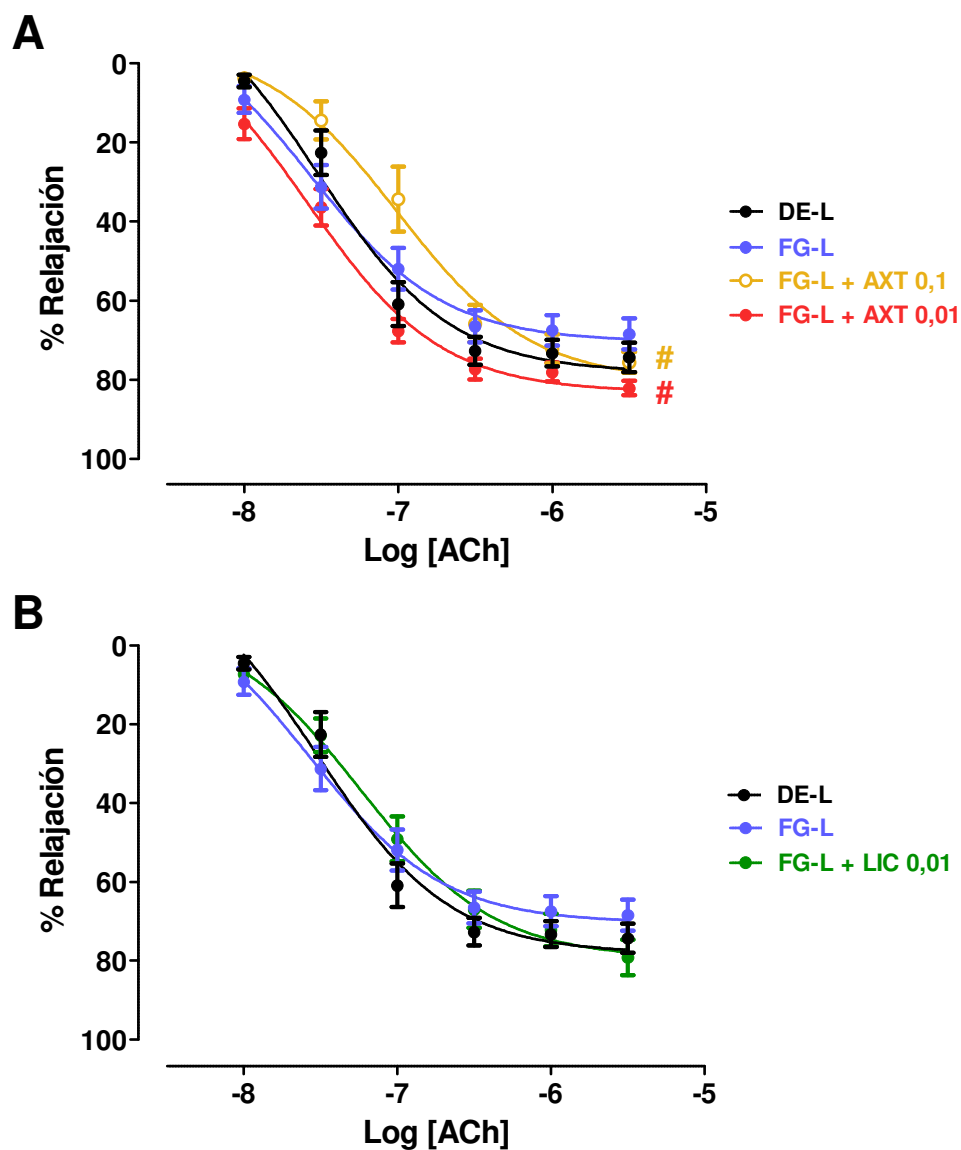 A
0
20
40
60
80
100
% Relajación
-8
-7
-6
-5
Log [ACh]
DE-L
FG-L
FG-L + AXT 0,1
FG-L + AXT 0,01
#
#
B
0
20
40
60
80
100
% Relajación
-8
-7
-6
-5
Log [ACh]
DE-L
FG-L
FG-L + LIC 0,01